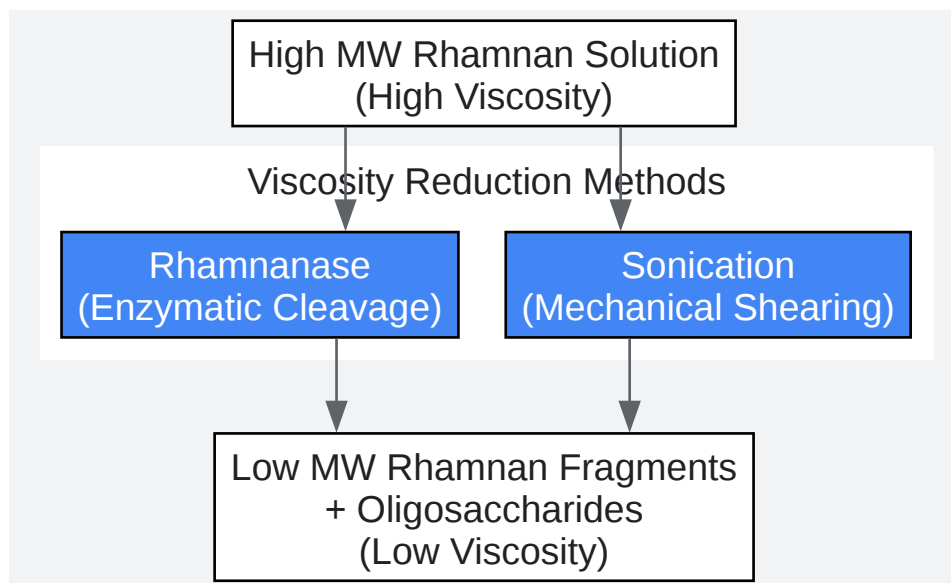 High MW Rhamnan Solution
(High Viscosity)
Viscosity Reduction Methods
Rhamnanase
(Enzymatic Cleavage)
Sonication
(Mechanical Shearing)
Low MW Rhamnan Fragments
+ Oligosaccharides
(Low Viscosity)